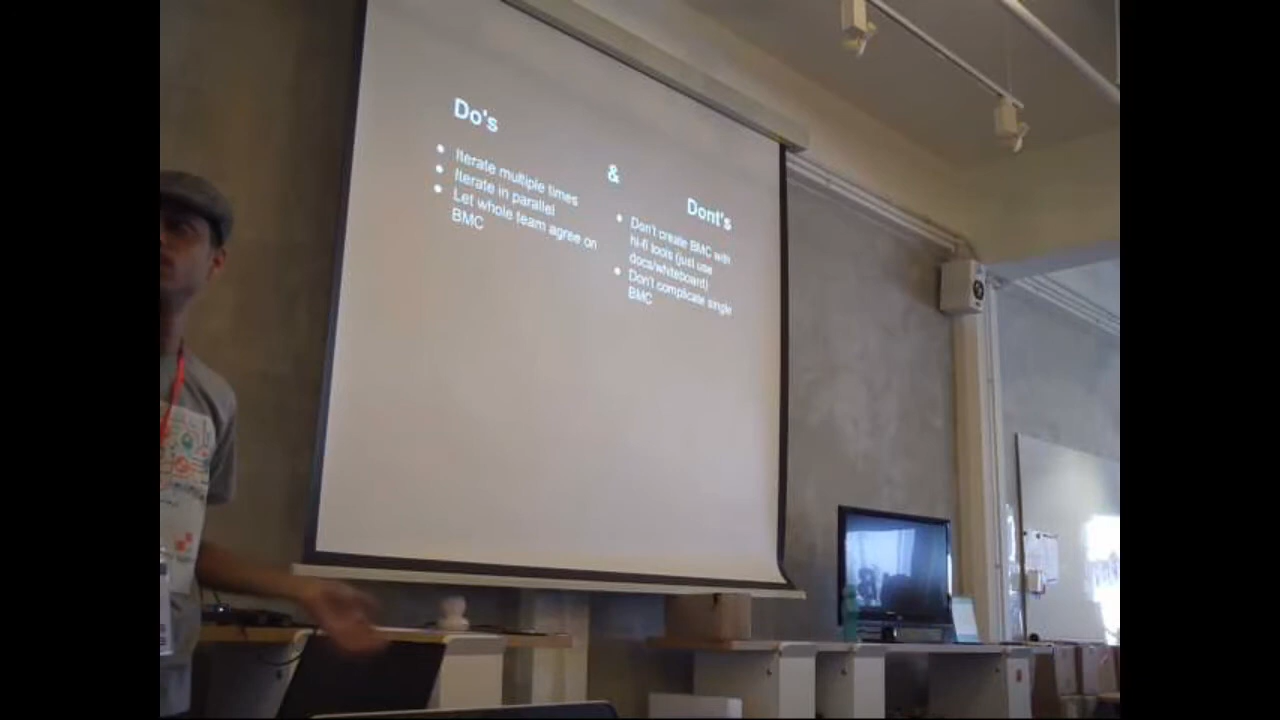 Do's
• Iterate multiple times
• Iterate in parallel
• Let whole team agree on
BMC
&
Dont's
• Don't create BMC with
hi-fi tools (just use
docs/whiteboard)
• Don't complicate single
BMC